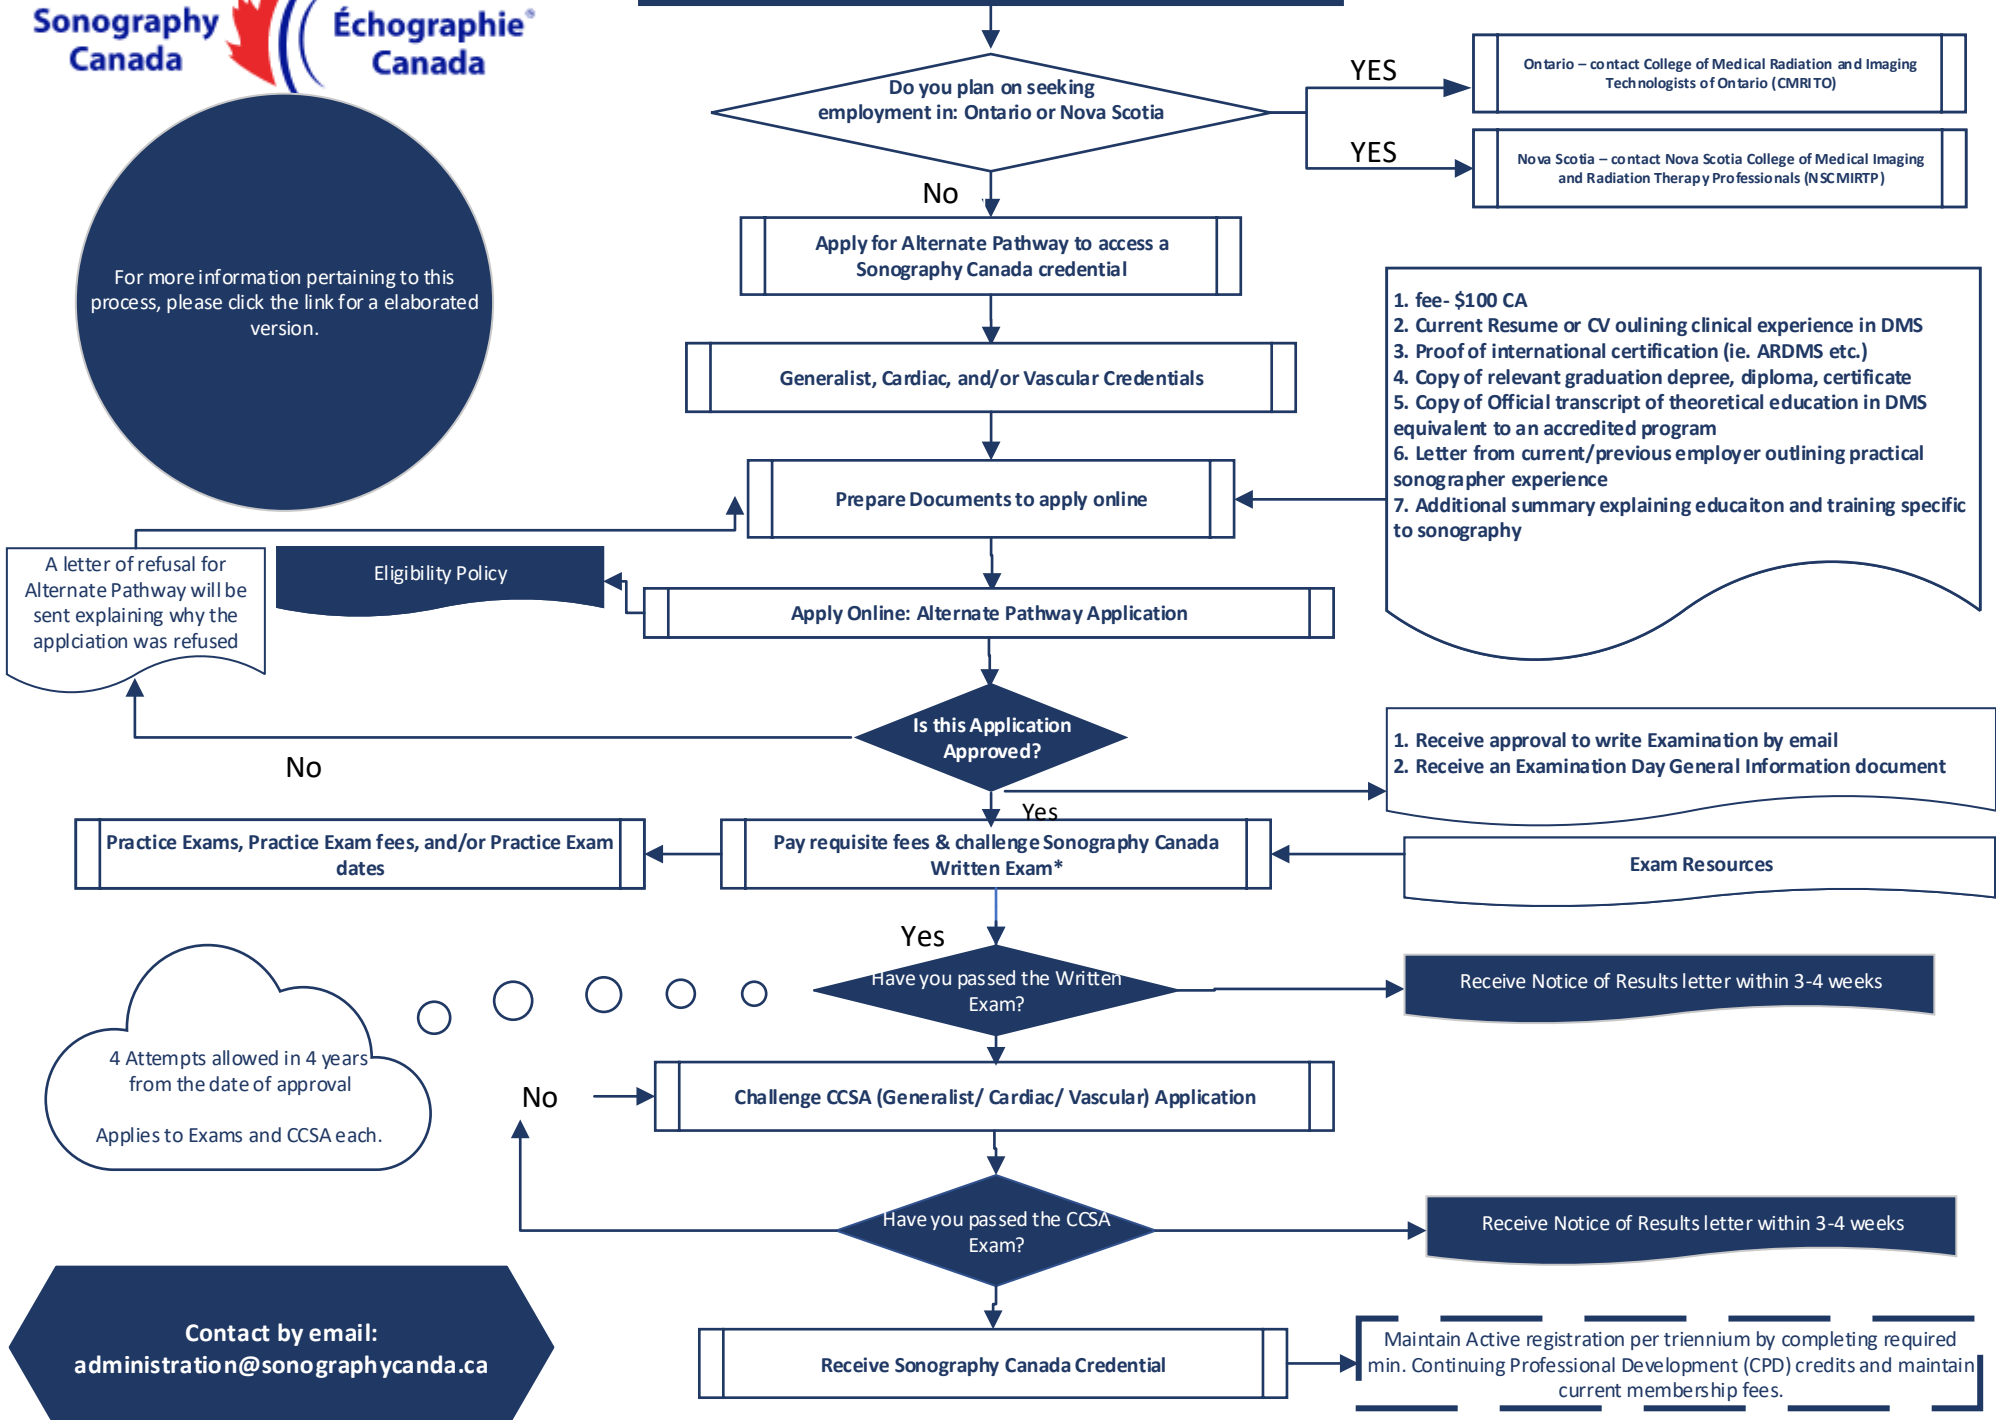 Sonography
Canada
Échographie®
Canada
Do you plan on seeking
employment in: Ontario or Nova Scotia
YES
Ontario – contact College of Medical Radiation and Imaging
Technologists of Ontario (CMRITO)
YES
Nova Scotia – contact Nova Scotia College of Medical Imaging
and Radiation Therapy Professionals (NSCMIRTP)
No
For more information pertaining to this
process, please click the link for a elaborated
version.
Apply for Alternate Pathway to access a
Sonography Canada credential
Generalist, Cardiac, and/or Vascular Credentials
1. fee- $100 CA
2. Current Resume or CV oulining clinical experience in DMS
3. Proof of international certification (ie. ARDMS etc.)
4. Copy of relevant graduation depree, diploma, certificate
5. Copy of Official transcript of theoretical education in DMS
equivalent to an accredited program
6. Letter from current/previous employer outlining practical
sonographer experience
7. Additional summary explaining educaiton and training specific
to sonography
Prepare Documents to apply online
A letter of refusal for
Alternate Pathway will be
sent explaining why the
applciation was refused
Eligibility Policy
Apply Online: Alternate Pathway Application
Is this Application
Approved?
No
1. Receive approval to write Examination by email
2. Receive an Examination Day General Information document
Yes
Practice Exams, Practice Exam fees, and/or Practice Exam
dates
Pay requisite fees & challenge Sonography Canada
Written Exam*
Exam Resources
Yes
Have you passed the Written
Exam?
Receive Notice of Results letter within 3-4 weeks
4 Attempts allowed in 4 years
from the date of approval
Applies to Exams and CCSA each.
No
Challenge CCSA (Generalist/ Cardiac/ Vascular) Application
Have you passed the CCSA
Exam?
Receive Notice of Results letter within 3-4 weeks
Contact by email:
administration@sonographycanda.ca
Receive Sonography Canada Credential
Maintain Active registration per triennium by completing required
min. Continuing Professional Development (CPD) credits and maintain
current membership fees.